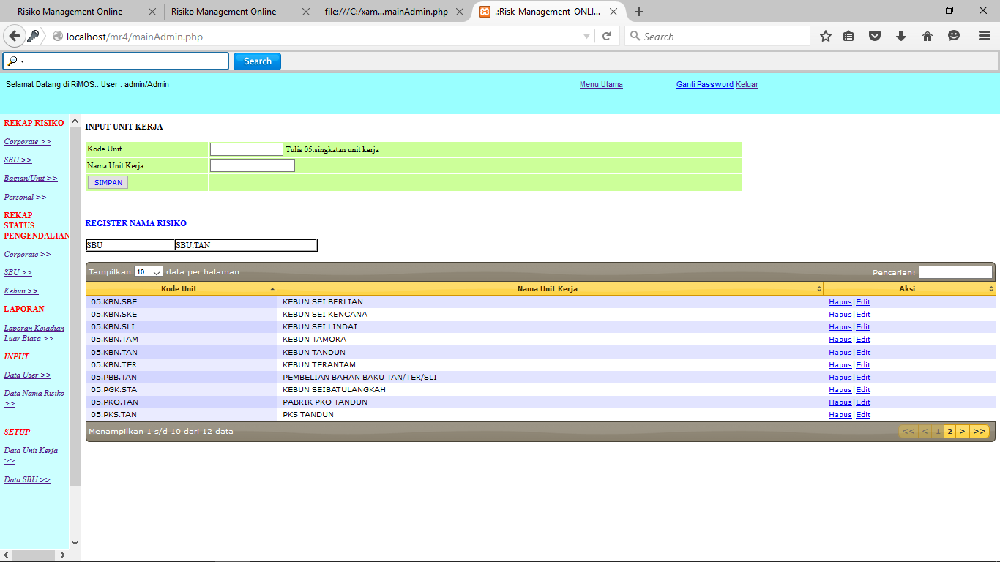 Risiko Management Online
Risiko Management Online
file:///C:/xam...mainAdmin.php
.:Risk-Management-ONLI...
localhost/mr4/mainAdmin.php
Search
Search
Selamat Datang di RiMOS:: User : admin/Admin
Menu Utama
Ganti Password Keluar
REKAP RISIKO
Corporate >>
SBU >>
Bagian/Unit >>
Personal >>
REKAP
STATUS
PENGENDALIAN
Corporate >>
SBU >>
Kebun >>
LAPORAN
Laporan Kejadian
Luar Biasa >>
INPUT
Data User >>
Data Nama Risiko
>>
SETUP
Data Unit Kerja
>>
Data SBU >>
INPUT UNIT KERJA
Kode Unit Tulis 05.singkatan unit kerja
Nama Unit Kerja
SIMPAN
REGISTER NAMA RISIKO
SBU SBU.TAN
Tampilkan 10 data per halaman Pencarian:
Kode Unit Nama Unit Kerja Aksi
05.KBN.SBE KEBUN SEI BERLIAN Hapus|Edit
05.KBN.SKE KEBUN SEI KENCANA Hapus|Edit
05.KBN.SLI KEBUN SEI LINDAI Hapus|Edit
05.KBN.TAM KEBUN TAMORA Hapus|Edit
05.KBN.TAN KEBUN TANDUN Hapus|Edit
05.KBN.TER KEBUN TERANTAM Hapus|Edit
05.PBB.TAN PEMBELIAN BAHAN BAKU TAN/TER/SLI Hapus|Edit
05.PGK.STA KEBUN SEIBATULANGKAH Hapus|Edit
05.PKO.TAN PABRIK PKO TANDUN Hapus|Edit
05.PKS.TAN PKS TANDUN Hapus|Edit
Menampilkan 1 s/d 10 dari 12 data << < 1 2 > >>